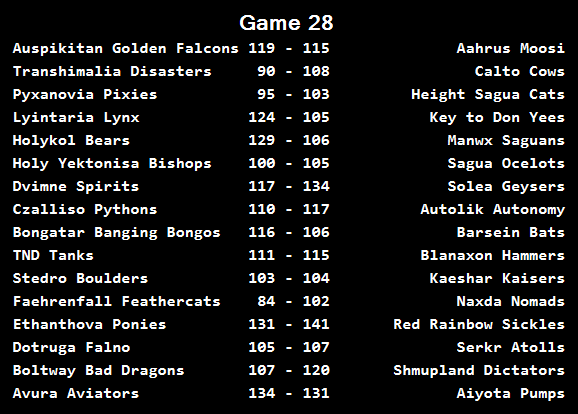 Game 28
Auspikitan Golden Falcons 119 - 115 Aahrus Moosi
Transhimalia Disasters 90 - 108 Calto Cows
Pyxanovia Pixies 95 - 103 Height Sagua Cats
Lyintaria Lynx 124 - 105 Key to Don Yees
Holykol Bears 129 - 106 Manwx Saguans
Holy Yektonisa Bishops 100 - 105 Sagua Ocelots
Dvimne Spirits 117 - 134 Solea Geysers
Czalliso Pythons 110 - 117 Autolik Autonomy
Bongatar Banging Bongos 116 - 106 Barsein Bats
TND Tanks 111 - 115 Blanaxon Hammers
Stedro Boulders 103 - 104 Kaeshar Kaisers
Faehrenfall Feathercats 84 - 102 Naxda Nomads
Ethanthova Ponies 131 - 141 Red Rainbow Sickles
Dotruga Falno 105 - 107 Serkr Atolls
Boltway Bad Dragons 107 - 120 Shmupland Dictators
Avura Aviators 134 - 131 Aiyota Pumps